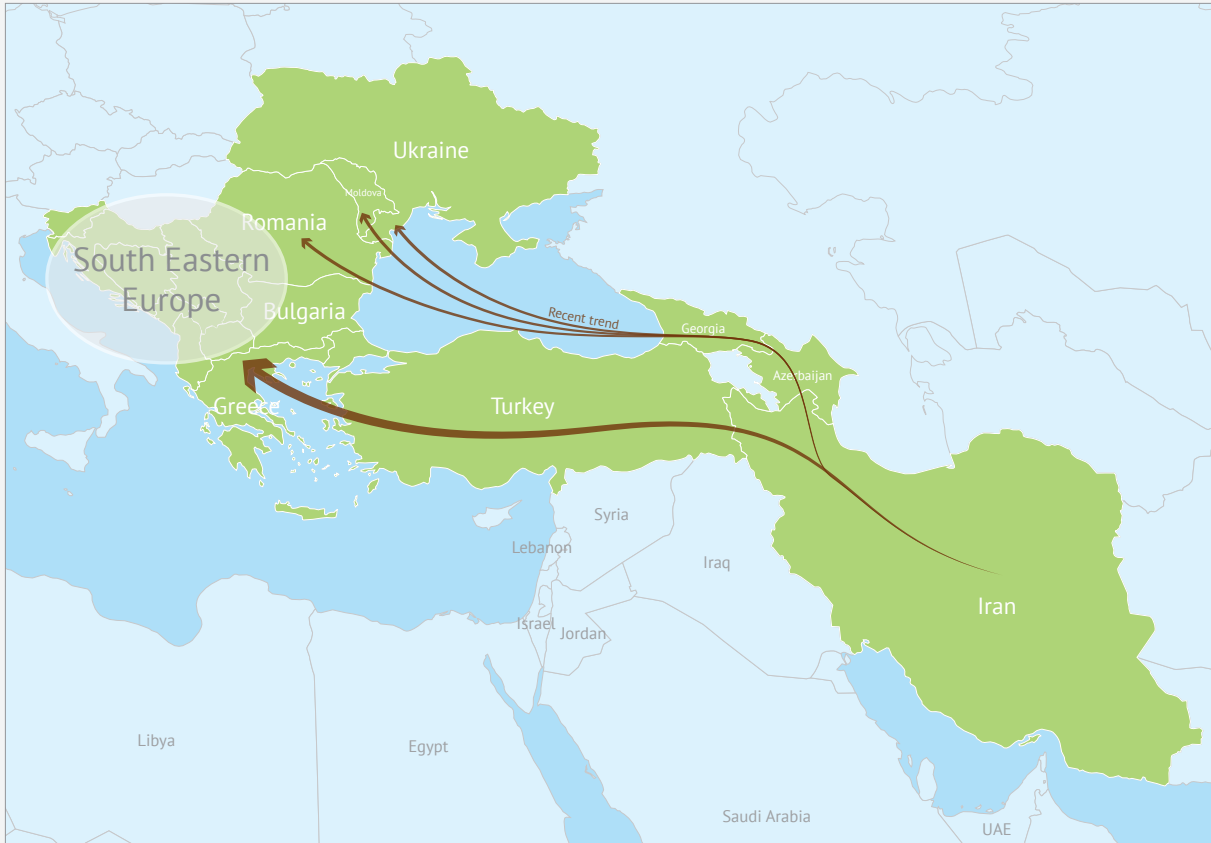 Ukraine
Moldova
Romania
South Eastern
Europe
Bulgaria
Recent trend
Georgia
Azerbaijan
Greece
Turkey
Syria
Lebanon
Iraq
Iran
Israel
Jordan
Libya
Egypt
Saudi Arabia
UAE